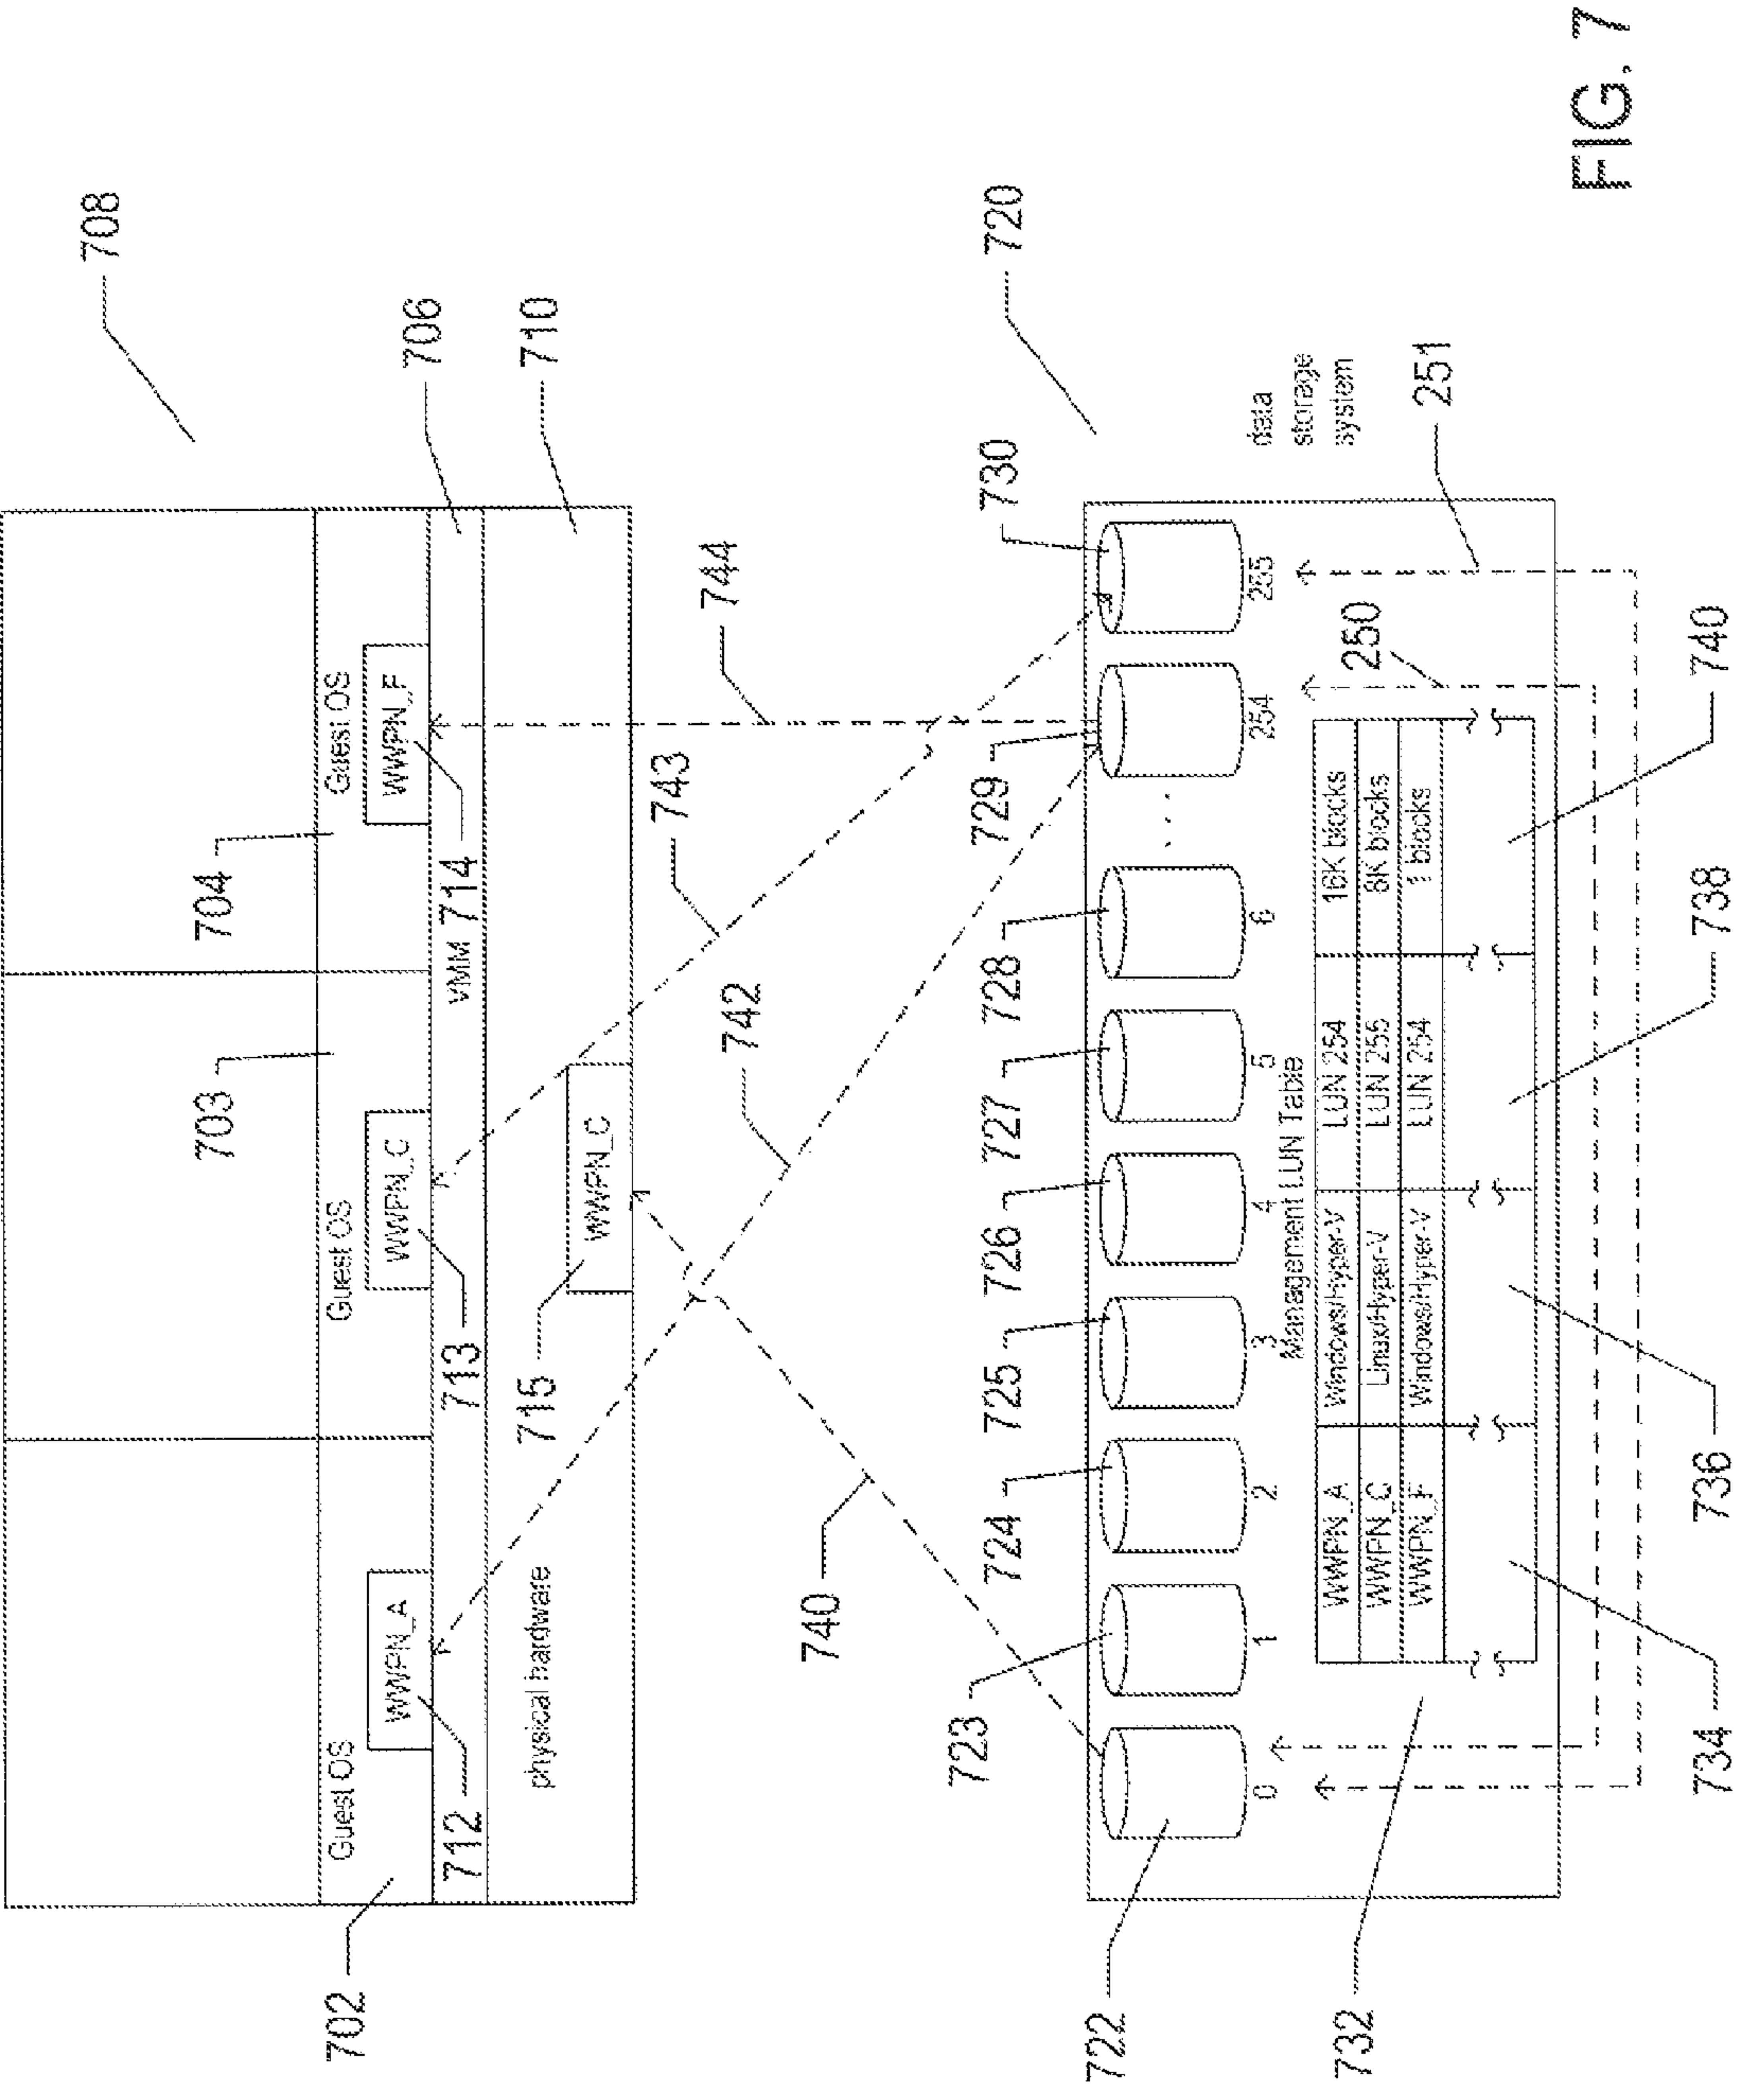 708
704
703
702
Guest OS
Guest OS
Guest OS
WWPN_A
WWPN_C
WWPN_F
706
712
713
VMM
714
physical hardware
715
WWPN_C
710
744
743
742
740
720
722
723
724
725
726
727
728
729
730
0
1
2
3
4
5
6
. . .
254
255
data
storage
system
Management LUN Table
WWPN_A Windows/Hyper-V LUN 254 16K blocks
WWPN_C Linux/Hyper-V LUN 255 8K blocks
WWPN_F Windows/Hyper-V LUN 254 1 blocks
250
251
732
734
736
738
740
FIG. 7